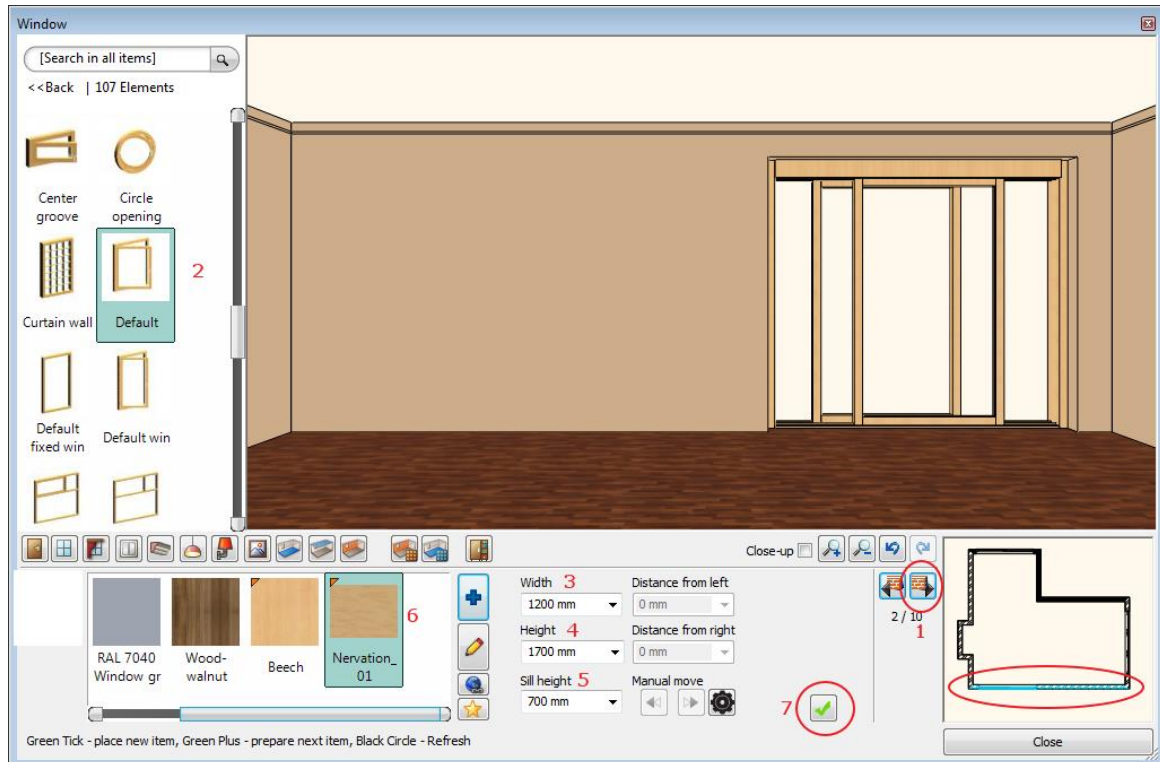 Window
[Search in all items]
<<Back | 107 Elements
Center
groove
Circle
opening
2
Curtain wall
Default
Default
fixed win
Default win
Close-up
RAL 7040
Window gr
Wood-
walnut
Beech
Nervation_
01
6
Width 3
1200 mm
Height 4
1700 mm
Sill height 5
700 mm
Distance from left
0 mm
Distance from right
0 mm
Manual move
7
2 / 10
1
Green Tick - place new item, Green Plus - prepare next item, Black Circle - Refresh
Close